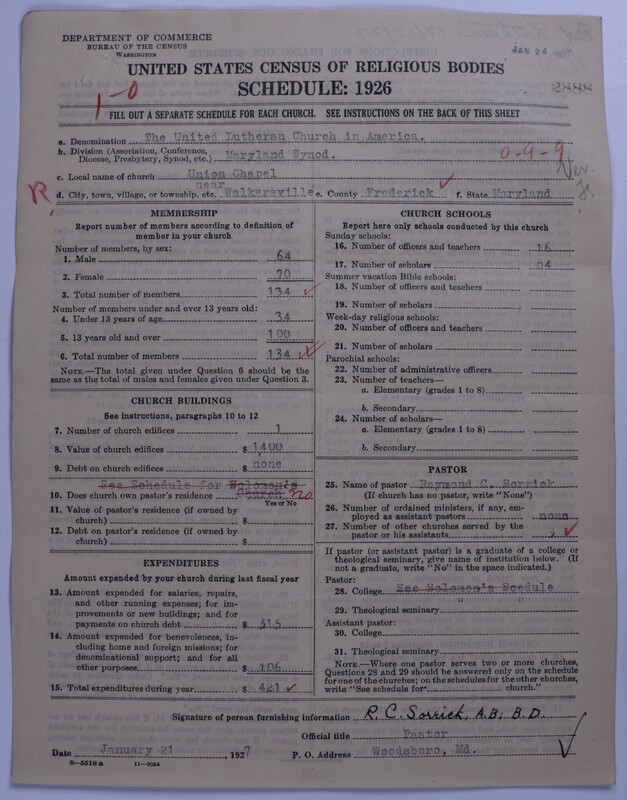 DEPARTMENT OF COMMERCE
BUREAU OF THE CENSUS
WASHINGTON
JAN 24
UNITED STATES CENSUS OF RELIGIOUS BODIES
SCHEDULE: 1926
2888
1-0
FILL OUT A SEPARATE SCHEDULE FOR EACH CHURCH. SEE INSTRUCTIONS ON THE BACK OF THIS SHEET
a. Denomination The United Lutheran Church in America.
b. Division (Association, Conference, Diocese, Presbytery, Synod, etc.) Maryland Synod.
0-9-9
c. Local name of church Union Chapel
R
d. City, town, village, or township, etc. near Walkersville e. County Frederick f. State Maryland
MEMBERSHIP
Report number of members according to definition of
member in your church
Number of members, by sex:
1. Male 64
2. Female 70
3. Total number of members 134
Number of members under and over 13 years old:
4. Under 13 years of age 34
5. 13 years old and over 100
6. Total number of members 134
NOTE.—The total given under Question 6 should be the
same as the total of males and females given under Question 3.
CHURCH BUILDINGS
See instructions, paragraphs 10 to 12
7. Number of church edifices 1
8. Value of church edifices $ 1400
9. Debt on church edifices $ none
See Schedule for Solomon's
Church no.
10. Does church own pastor's residence
Yes or No
11. Value of pastor's residence (if owned by
church) $
12. Debt on pastor's residence (if owned by
church) $
EXPENDITURES
Amount expended by your church during last fiscal year
13. Amount expended for salaries, repairs,
and other running expenses; for im-
provements or new buildings; and for
payments on church debt $ 315
14. Amount expended for benevolences, in-
cluding home and foreign missions; for
denominational support; and for all
other purposes $ 106
15. Total expenditures during year $ 421
CHURCH SCHOOLS
Report here only schools conducted by this church
Sunday schools:
16. Number of officers and teachers 16
17. Number of scholars
Summer vacation Bible schools:
18. Number of officers and teachers
19. Number of scholars
Week-day religious schools:
20. Number of officers and teachers
21. Number of scholars
Parochial schools:
22. Number of administrative officers
23. Number of teachers—
a. Elementary (grades 1 to 8)
b. Secondary
24. Number of scholars—
a. Elementary (grades 1 to 8)
b. Secondary
PASTOR
25. Name of pastor Raymond C. Sorrick
(If church has no pastor, write "None")
26. Number of ordained ministers, if any, em-
ployed as assistant pastors none
27. Number of other churches served by the
pastor or his assistants 3
If pastor (or assistant pastor) is a graduate of a college or
theological seminary, give name of institution below. (If
not a graduate, write "No" in the space indicated.)
Pastor:
28. College See Solomon's Scedule
29. Theological seminary " "
Assistant pastor:
30. College
31. Theological seminary
NOTE.—Where one pastor serves two or more churches,
Questions 28 and 29 should be answered only on the schedule
for one of the churches; on the schedules for the other churches,
write "See schedule for church."
Signature of person furnishing information R. C. Sorrick, A.B; B.D.
Official title Pastor
Date January 21, 1927 P. O. Address Woodsboro, Md.
8—5518 a 11—9034